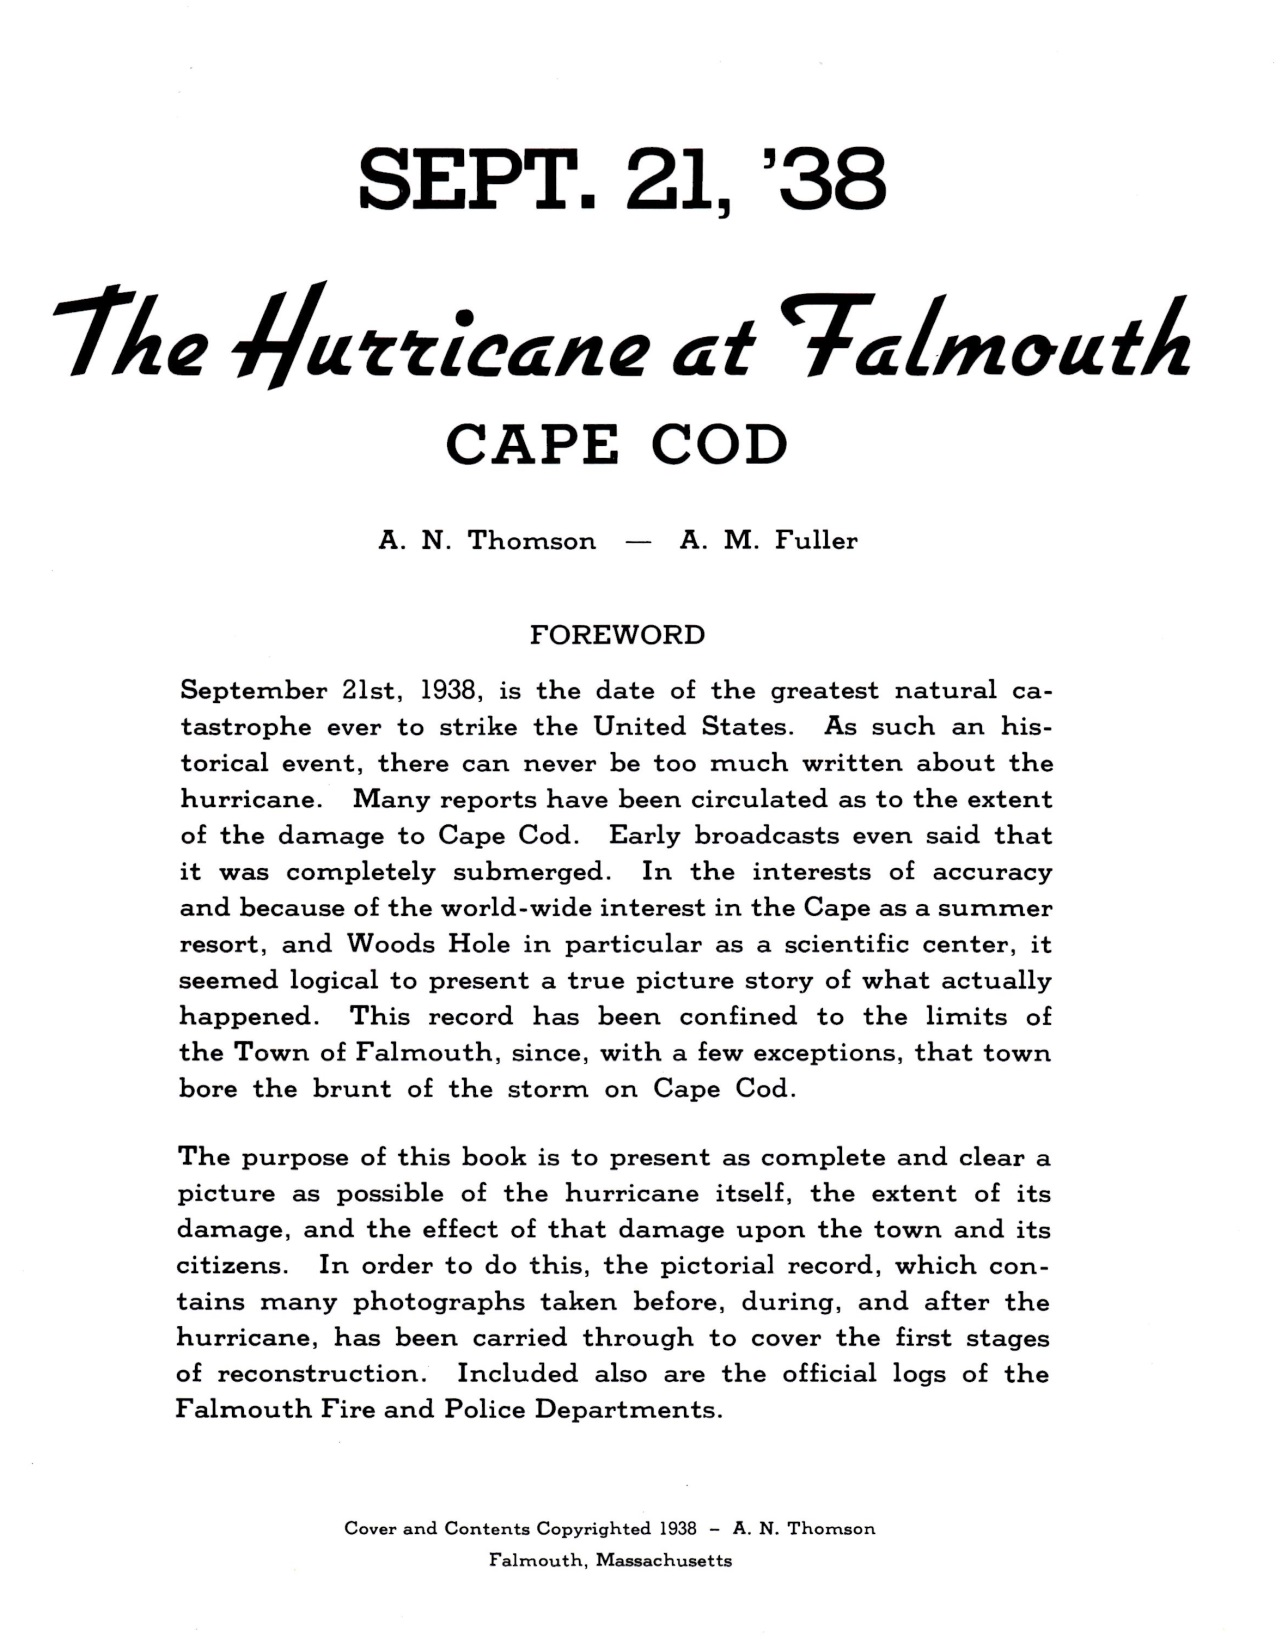 SEPT. 21, '38
The Hurricane at Falmouth
CAPE COD
A. N. Thomson — A. M. Fuller
FOREWORD
September 21st, 1938, is the date of the greatest natural ca-
tastrophe ever to strike the United States. As such an his-
torical event, there can never be too much written about the
hurricane. Many reports have been circulated as to the extent
of the damage to Cape Cod. Early broadcasts even said that
it was completely submerged. In the interests of accuracy
and because of the world-wide interest in the Cape as a summer
resort, and Woods Hole in particular as a scientific center, it
seemed logical to present a true picture story of what actually
happened. This record has been confined to the limits of
the Town of Falmouth, since, with a few exceptions, that town
bore the brunt of the storm on Cape Cod.
The purpose of this book is to present as complete and clear a
picture as possible of the hurricane itself, the extent of its
damage, and the effect of that damage upon the town and its
citizens. In order to do this, the pictorial record, which con-
tains many photographs taken before, during, and after the
hurricane, has been carried through to cover the first stages
of reconstruction. Included also are the official logs of the
Falmouth Fire and Police Departments.
Cover and Contents Copyrighted 1938 – A. N. Thomson
Falmouth, Massachusetts